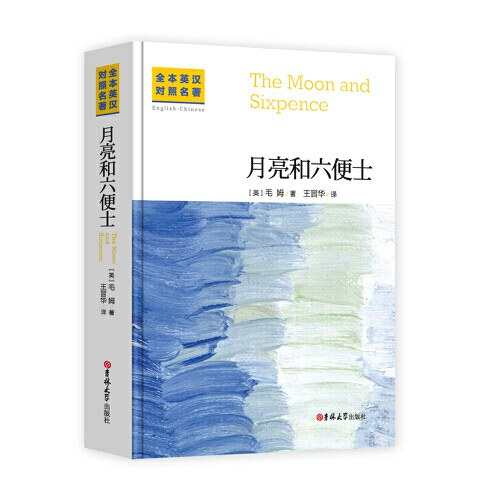 全本英汉
对照名著
English-Chinese
The Moon and
Sixpence
月亮和六便士
[英] 毛 姆 著 王晋华 译
吉林大学出版社
全本英汉
对照名著
月亮和六便士
The Moon
and
Sixpence
[英] 毛 姆 著
王晋华 译
吉林大学出版社